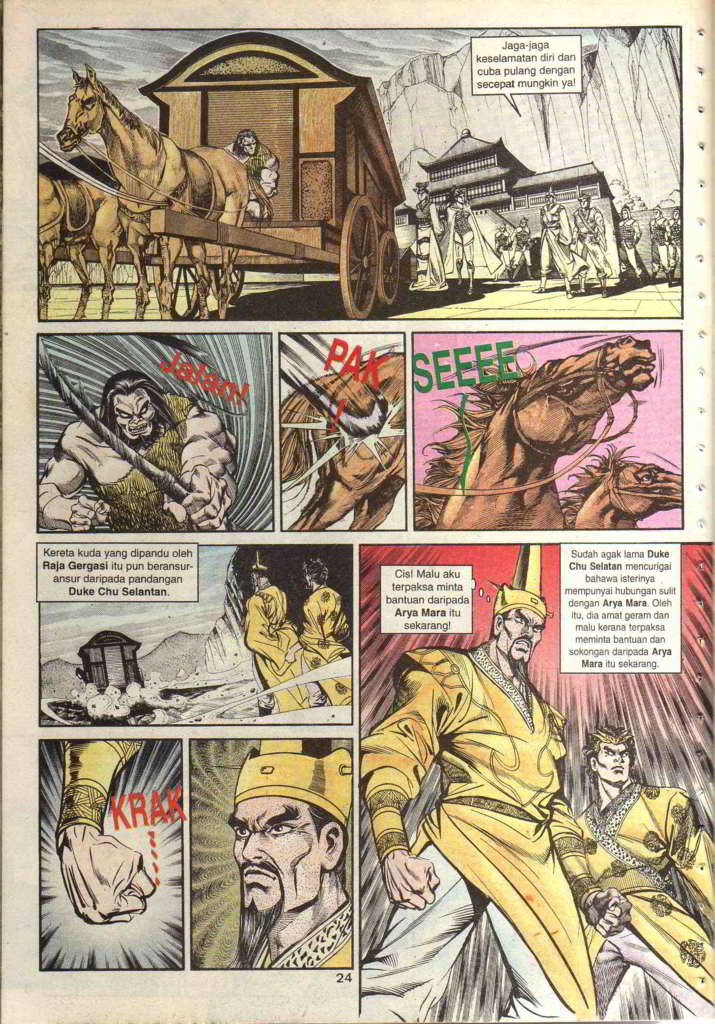 Jaga-jaga
keselamatan diri dan
cuba pulang dengan
secepat mungkin ya!
Jalan!
PAK
!
SEEEE
Kereta kuda yang dipandu oleh
Raja Gergasi itu pun beransur-
ansur daripada pandangan
Duke Chu Selantan.
Cis! Malu aku
terpaksa minta
bantuan daripada
Arya Mara itu
sekarang!
Sudah agak lama Duke
Chu Selatan mencurigai
bahawa isterinya
mempunyai hubungan sulit
dengan Arya Mara. Oleh
itu, dia amat geram dan
malu kerana terpaksa
meminta bantuan dan
sokongan daripada Arya
Mara itu sekarang.
KRAK
24